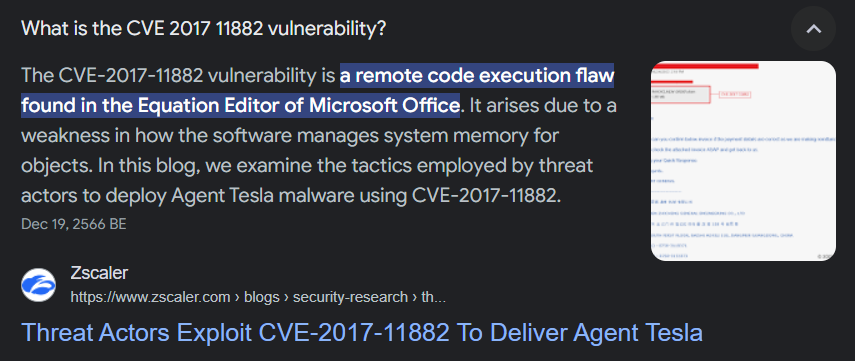 What is the CVE 2017 11882 vulnerability?
The CVE-2017-11882 vulnerability is a remote code execution flaw
found in the Equation Editor of Microsoft Office. It arises due to a
weakness in how the software manages system memory for
objects. In this blog, we examine the tactics employed by threat
actors to deploy Agent Tesla malware using CVE-2017-11882.
Dec 19, 2566 BE
Zscaler
https://www.zscaler.com › blogs › security-research › th...
Threat Actors Exploit CVE-2017-11882 To Deliver Agent Tesla